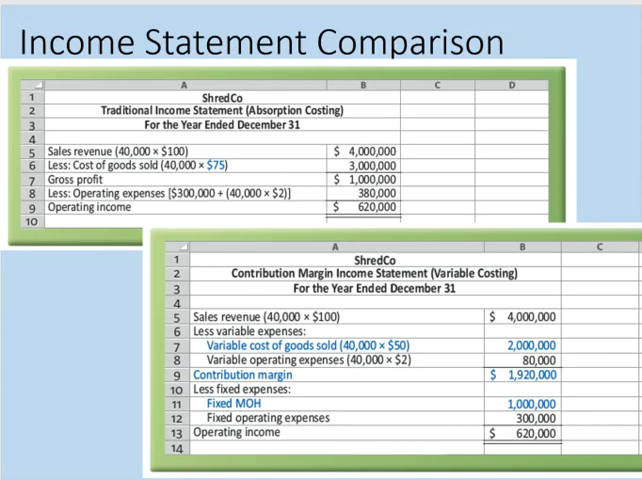 Income Statement Comparison
A B C D
1 ShredCo
2 Traditional Income Statement (Absorption Costing)
3 For the Year Ended December 31
4
5 Sales revenue (40,000 × $100) $ 4,000,000
6 Less: Cost of goods sold (40,000 × $75) 3,000,000
7 Gross profit $ 1,000,000
8 Less: Operating expenses [$300,000 + (40,000 × $2)] 380,000
9 Operating income $ 620,000
10
A B C
1 ShredCo
2 Contribution Margin Income Statement (Variable Costing)
3 For the Year Ended December 31
4
5 Sales revenue (40,000 × $100) $ 4,000,000
6 Less variable expenses:
7 Variable cost of goods sold (40,000 × $50) 2,000,000
8 Variable operating expenses (40,000 × $2) 80,000
9 Contribution margin $ 1,920,000
10 Less fixed expenses:
11 Fixed MOH 1,000,000
12 Fixed operating expenses 300,000
13 Operating income $ 620,000
14